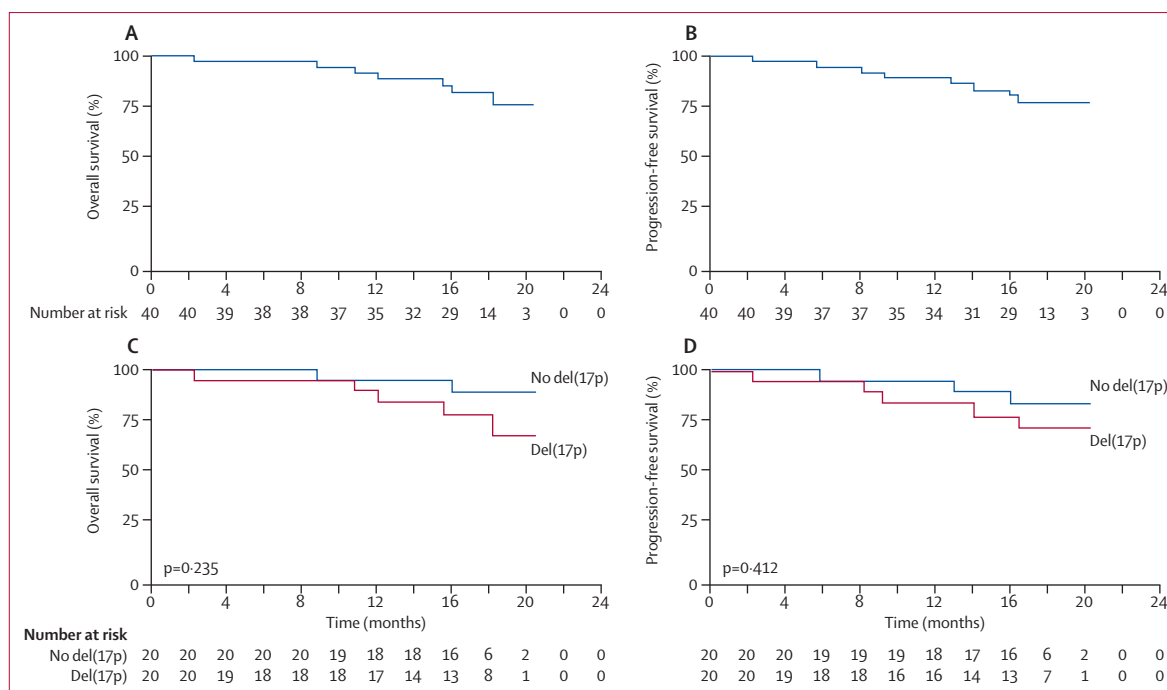 A
Overall survival (%)
100
75
50
25
0
0 4 8 12 16 20 24
Number at risk 40 40 39 38 38 37 35 32 29 14 3 0 0
B
Progression-free survival (%)
100
75
50
25
0
0 4 8 12 16 20 24
40 40 39 37 37 35 34 31 29 13 3 0 0
C
Overall survival (%)
100
75
50
25
0
No del(17p)
Del(17p)
p=0·235
0 4 8 12 16 20 24
Time (months)
Number at risk
No del(17p) 20 20 20 20 20 19 18 18 16 6 2 0 0
Del(17p) 20 20 19 18 18 18 17 14 13 8 1 0 0
D
Progression-free survival (%)
100
75
50
25
0
No del(17p)
Del(17p)
p=0·412
0 4 8 12 16 20 24
Time (months)
20 20 20 19 19 19 18 17 16 6 2 0 0
20 20 19 18 18 16 16 14 13 7 1 0 0